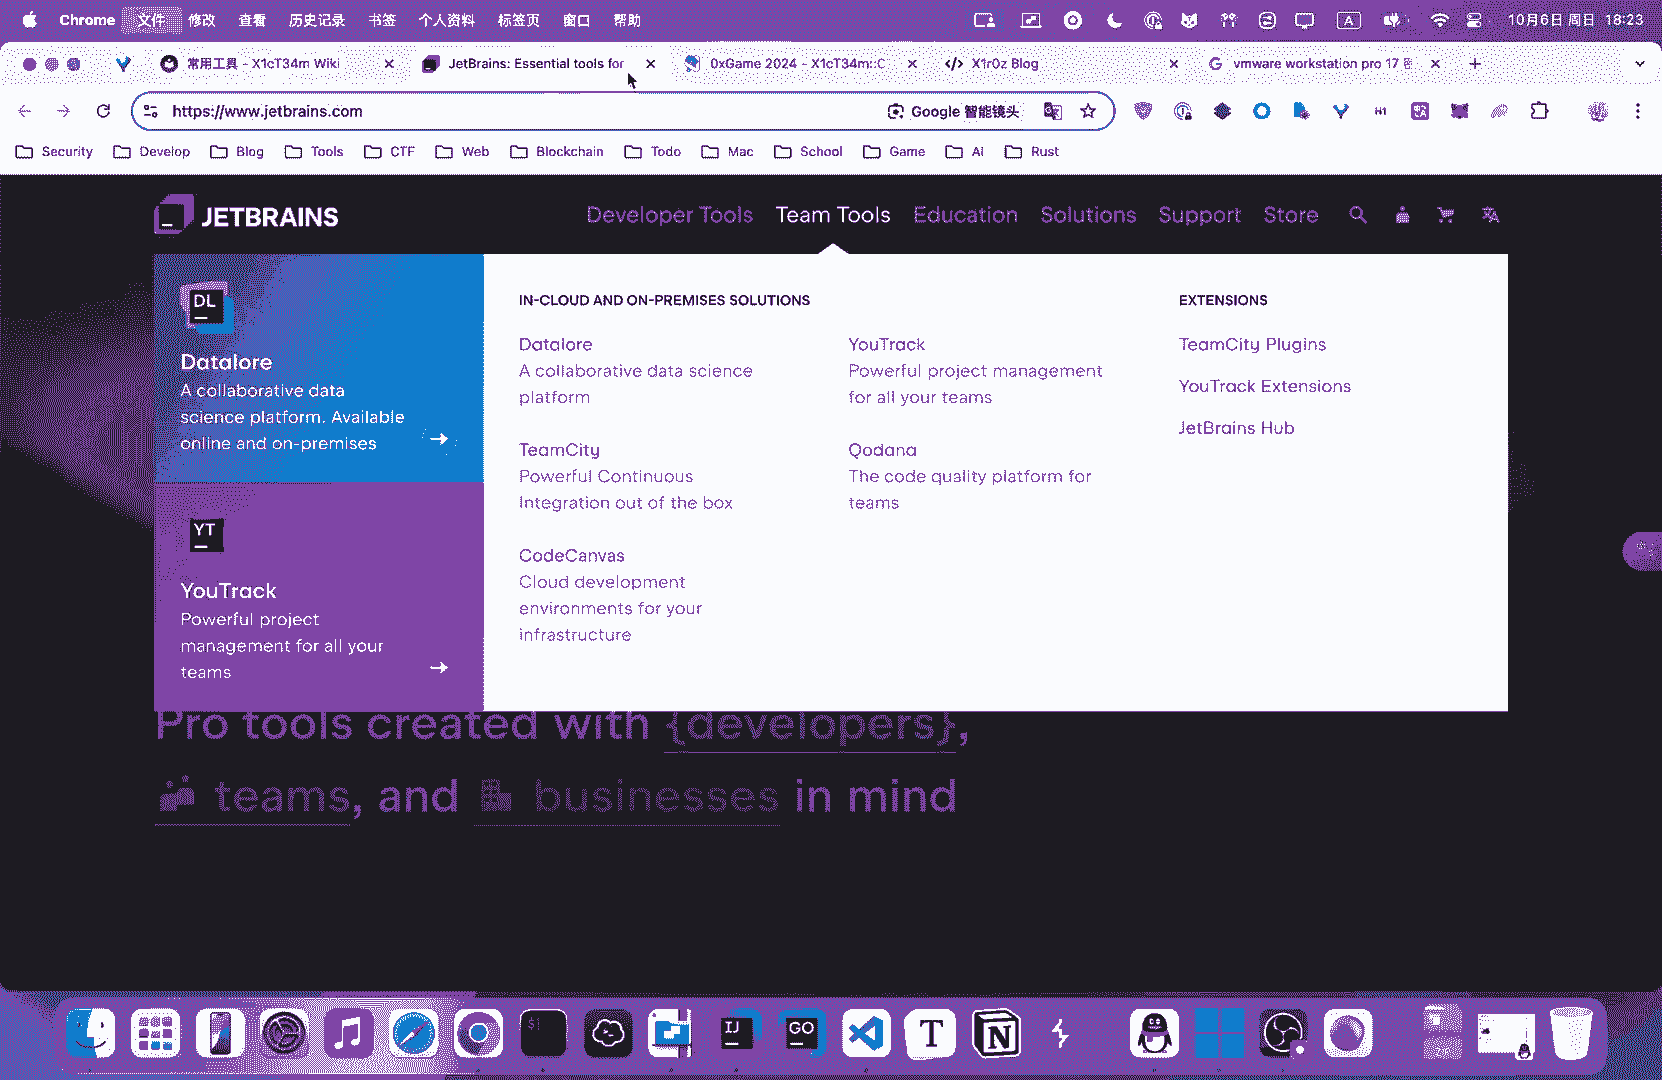 Chrome 文件 修改 查看 历史记录 书签 个人资料 标签页 窗口 帮助 A 10月6日 周日 18:23
常用工具 - X1cT34m Wiki JetBrains: Essential tools for 0xGame 2024 - X1cT34m::C X1r0z Blog vmware workstation pro 17
https://www.jetbrains.com Google 智能镜头
Security Develop Blog Tools CTF Web Blockchain Todo Mac School Game AI Rust
JETBRAINS Developer Tools Team Tools Education Solutions Support Store
DL
Datalore
A collaborative data
science platform. Available
online and on-premises
YT
YouTrack
Powerful project
management for all your
teams
IN-CLOUD AND ON-PREMISES SOLUTIONS
Datalore
A collaborative data science
platform
TeamCity
Powerful Continuous
Integration out of the box
CodeCanvas
Cloud development
environments for your
infrastructure
YouTrack
Powerful project management
for all your teams
Qodana
The code quality platform for
teams
EXTENSIONS
TeamCity Plugins
YouTrack Extensions
JetBrains Hub
Pro tools created with {developers},
teams, and businesses in mind
$1 IJ GO T N